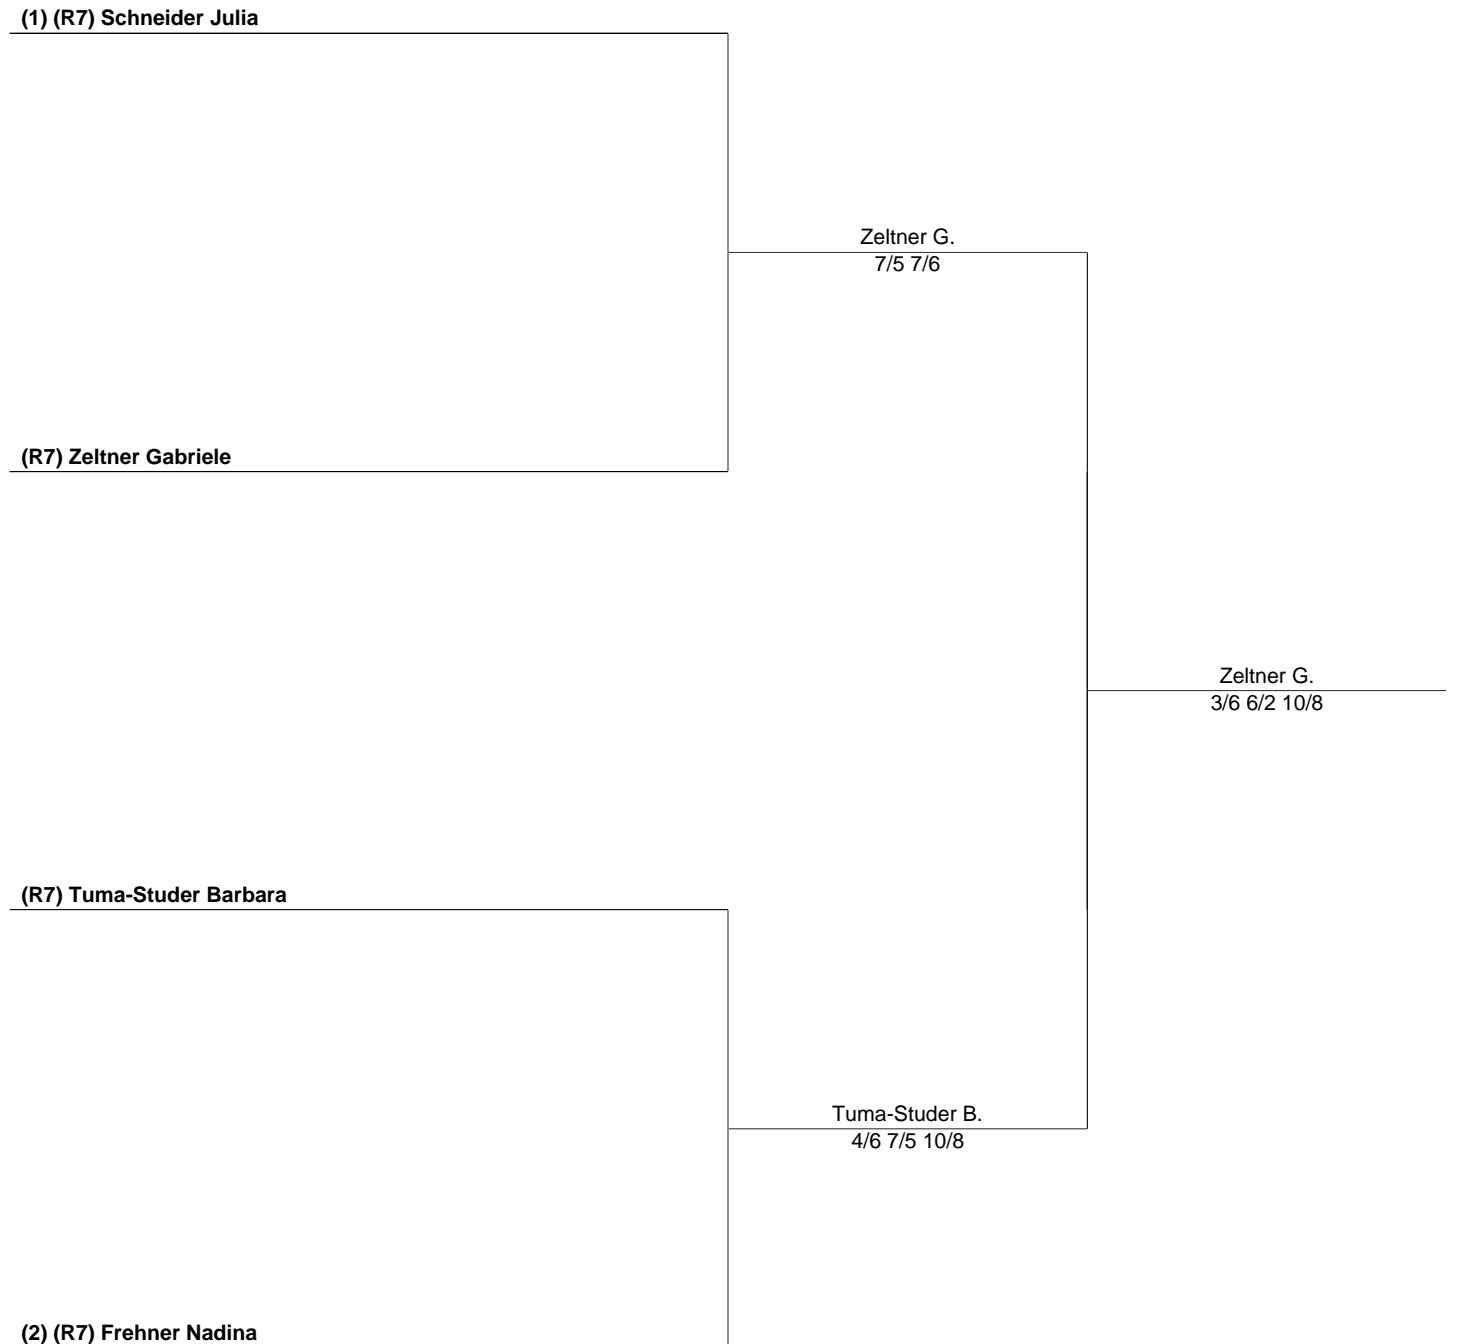 (1) (R7) Schneider Julia
Zeltner G.
7/5 7/6
(R7) Zeltner Gabriele
Zeltner G.
3/6 6/2 10/8
(R7) Tuma-Studer Barbara
Tuma-Studer B.
4/6 7/5 10/8
(2) (R7) Frehner Nadina